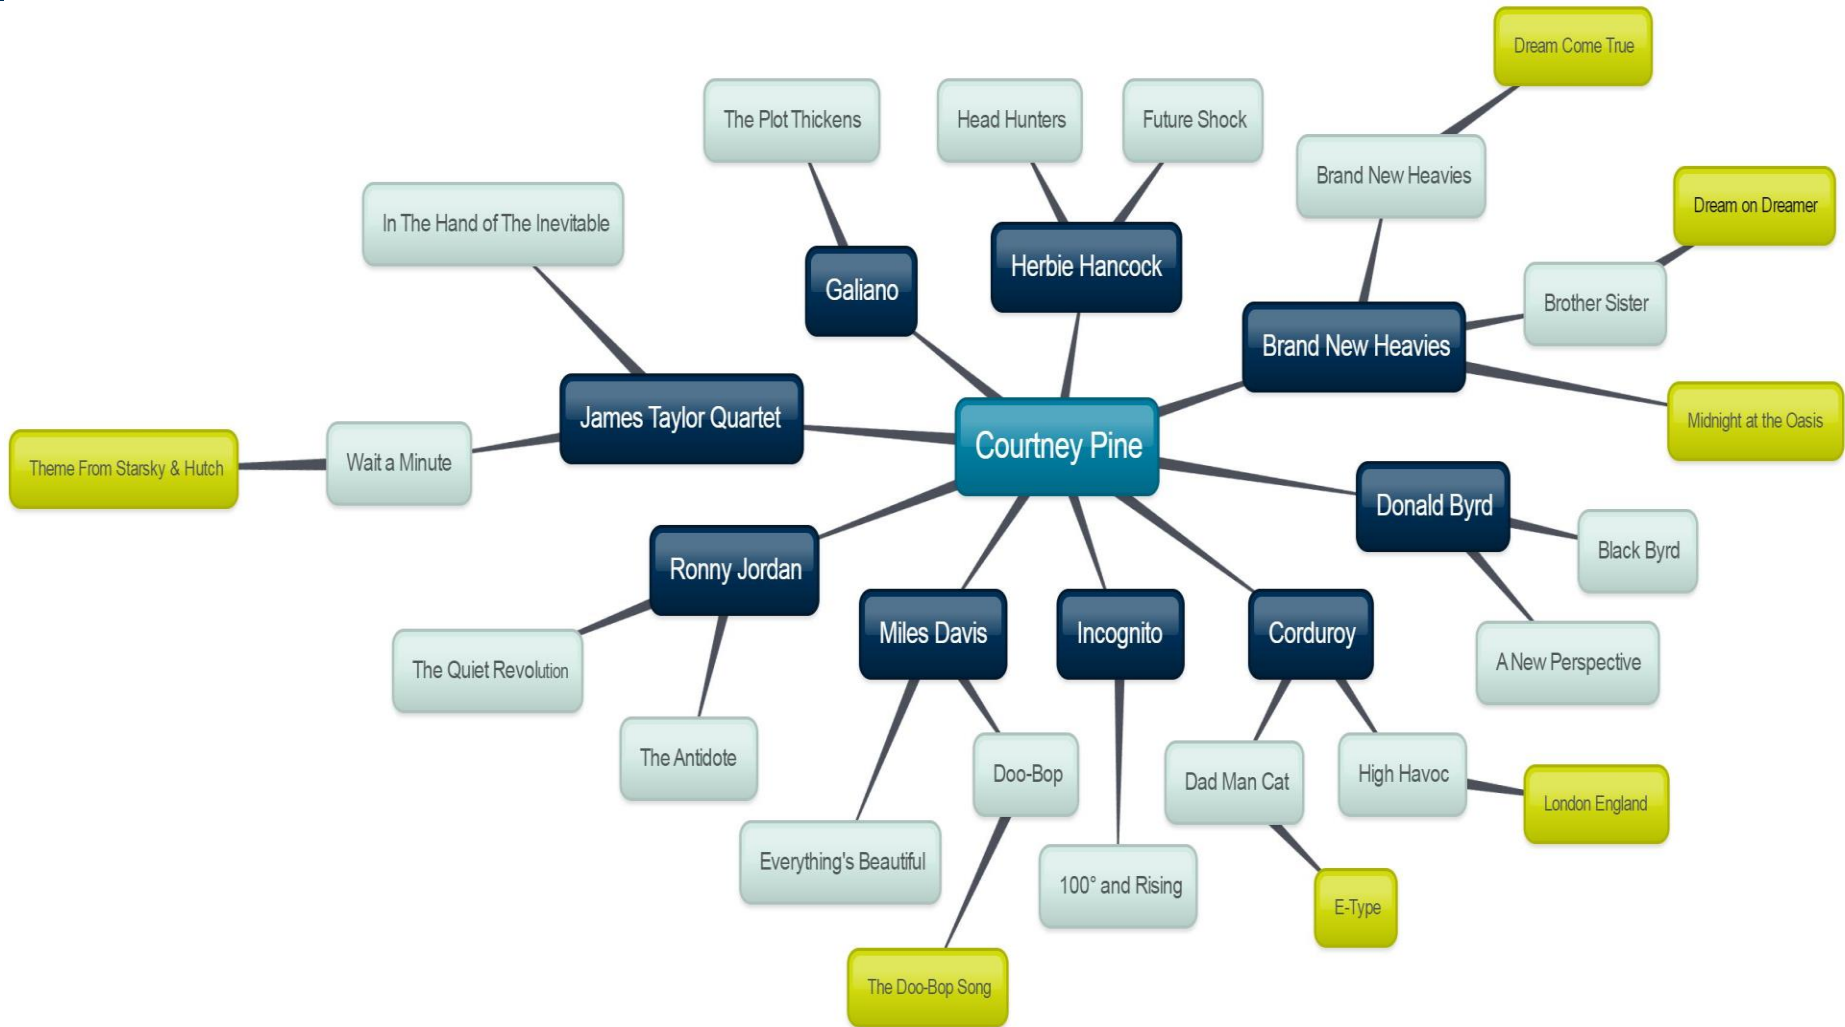 Dream Come True
The Plot Thickens
Head Hunters
Future Shock
Brand New Heavies
Dream on Dreamer
In The Hand of The Inevitable
Herbie Hancock
Galiano
Brother Sister
Brand New Heavies
James Taylor Quartet
Midnight at the Oasis
Courtney Pine
Theme From Starsky & Hutch
Wait a Minute
Donald Byrd
Black Byrd
Ronny Jordan
Miles Davis
Incognito
Corduroy
A New Perspective
The Quiet Revolution
The Antidote
Doo-Bop
Dad Man Cat
High Havoc
London England
Everything's Beautiful
100° and Rising
E-Type
The Doo-Bop Song